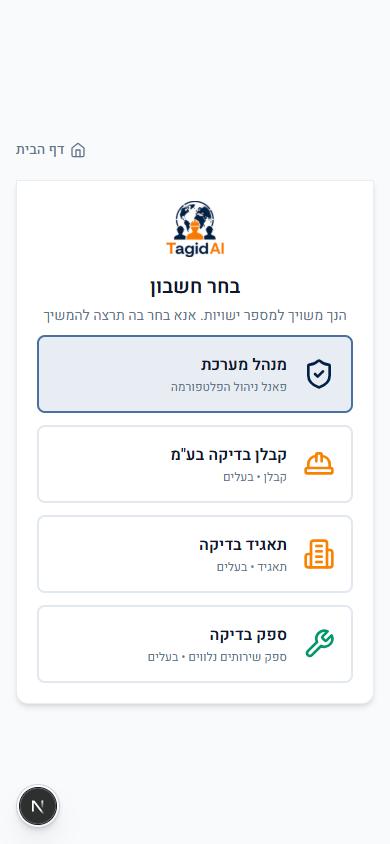 דף הבית
TagidAI
בחר חשבון
הנך משויך למספר ישויות. אנא בחר בה תרצה להמשיך
מנהל מערכת
פאנל ניהול הפלטפורמה
קבלן בדיקה בע"מ
קבלן • בעלים
תאגיד בדיקה
תאגיד • בעלים
ספק בדיקה
ספק שירותים נלווים • בעלים
N